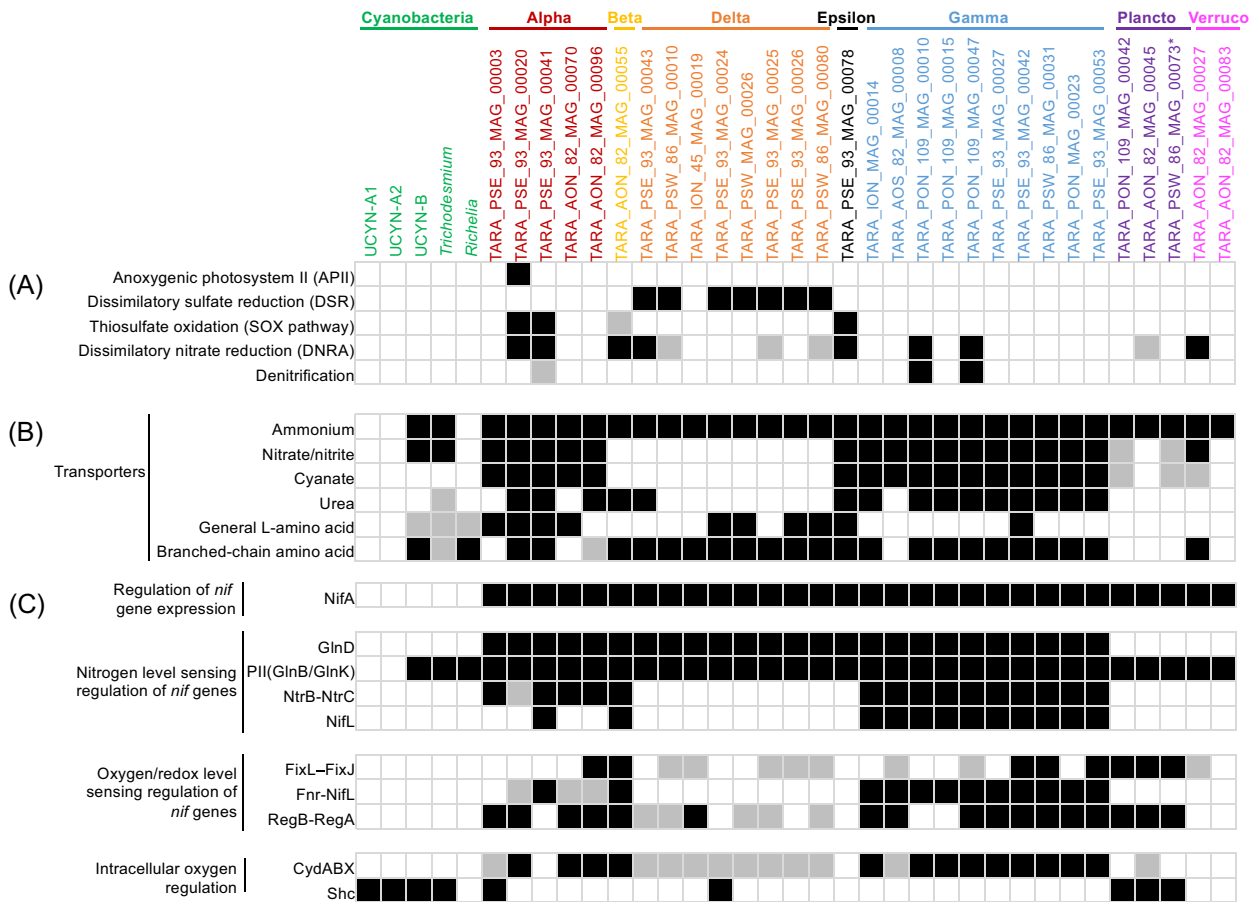 Cyanobacteria Alpha Beta Delta Epsilon Gamma Plancto Verruco
UCYN-A1
UCYN-A2
UCYN-B
Trichodesmium
Richelia
TARA_PSE_93_MAG_00003
TARA_PSE_93_MAG_00020
TARA_PSE_93_MAG_00041
TARA_AON_82_MAG_00070
TARA_AON_82_MAG_00096
TARA_AON_82_MAG_00055
TARA_PSE_93_MAG_00043
TARA_PSW_86_MAG_00010
TARA_ION_45_MAG_00019
TARA_PSE_93_MAG_00024
TARA_PSW_MAG_00026
TARA_PSE_93_MAG_00025
TARA_PSE_93_MAG_00026
TARA_PSW_86_MAG_00080
TARA_PSE_93_MAG_00078
TARA_ION_MAG_00014
TARA_AOS_82_MAG_00008
TARA_PON_109_MAG_00010
TARA_PON_109_MAG_00015
TARA_PON_109_MAG_00047
TARA_PSE_93_MAG_00027
TARA_PSE_93_MAG_00042
TARA_PSW_86_MAG_00031
TARA_PON_MAG_00023
TARA_PSE_93_MAG_00053
TARA_PON_109_MAG_00042
TARA_AON_82_MAG_00045
TARA_PSW_86_MAG_00073*
TARA_AON_82_MAG_00027
TARA_AON_82_MAG_00083
(A)
Anoxygenic photosystem II (APII)
Dissimilatory sulfate reduction (DSR)
Thiosulfate oxidation (SOX pathway)
Dissimilatory nitrate reduction (DNRA)
Denitrification
(B)
Transporters
Ammonium
Nitrate/nitrite
Cyanate
Urea
General L-amino acid
Branched-chain amino acid
(C)
Regulation of nif
gene expression
NifA
Nitrogen level sensing
regulation of nif genes
GlnD
PII(GlnB/GlnK)
NtrB-NtrC
NifL
Oxygen/redox level
sensing regulation of
nif genes
FixL–FixJ
Fnr-NifL
RegB-RegA
Intracellular oxygen
regulation
CydABX
Shc